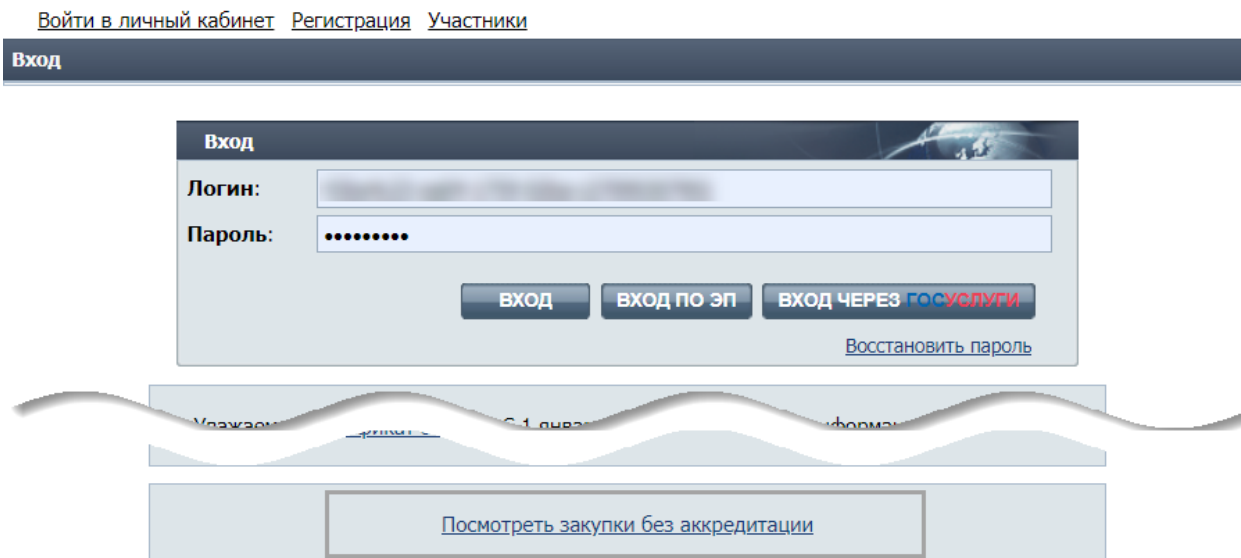 Войти в личный кабинет Регистрация Участники
Вход
Вход
Логин:
Пароль: •••••••••
ВХОД ВХОД ПО ЭП ВХОД ЧЕРЕЗ ГОСУСЛУГИ
Восстановить пароль
1
Посмотреть закупки без аккредитации